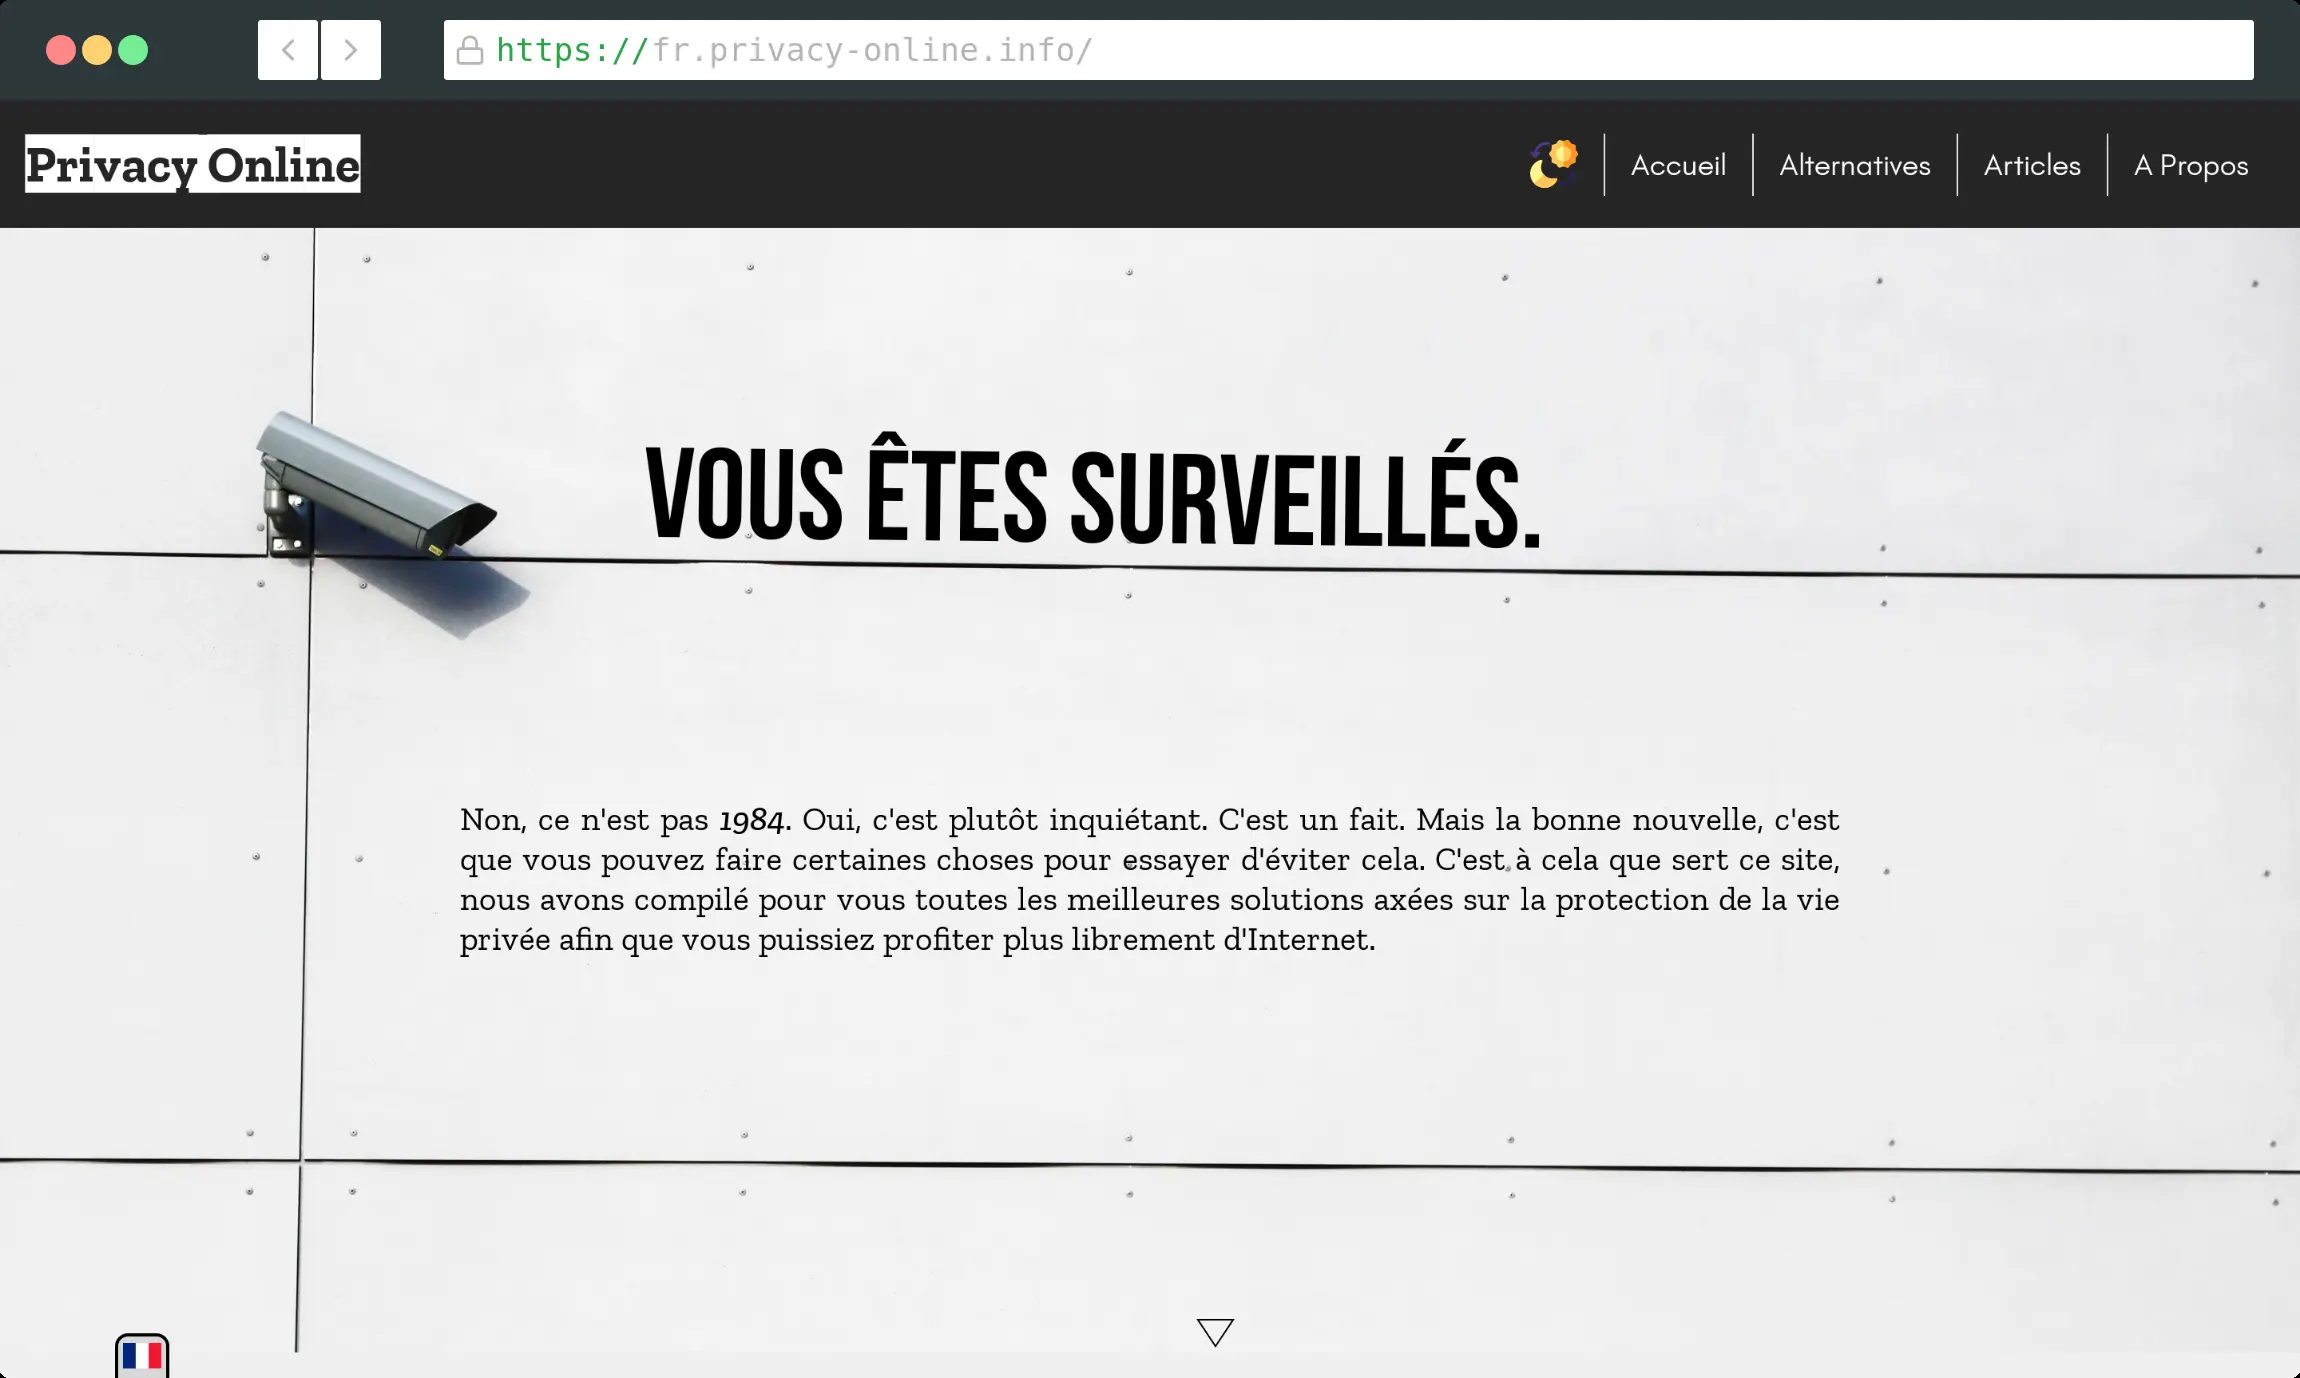 https://fr.privacy-online.info/
Privacy Online
Accueil
Alternatives
Articles
A Propos
VOUS ÊTES SURVEILLÉS.
Non, ce n'est pas 1984. Oui, c'est plutôt inquiétant. C'est un fait. Mais la bonne nouvelle, c'est
que vous pouvez faire certaines choses pour essayer d'éviter cela. C'est à cela que sert ce site,
nous avons compilé pour vous toutes les meilleures solutions axées sur la protection de la vie
privée afin que vous puissiez profiter plus librement d'Internet.